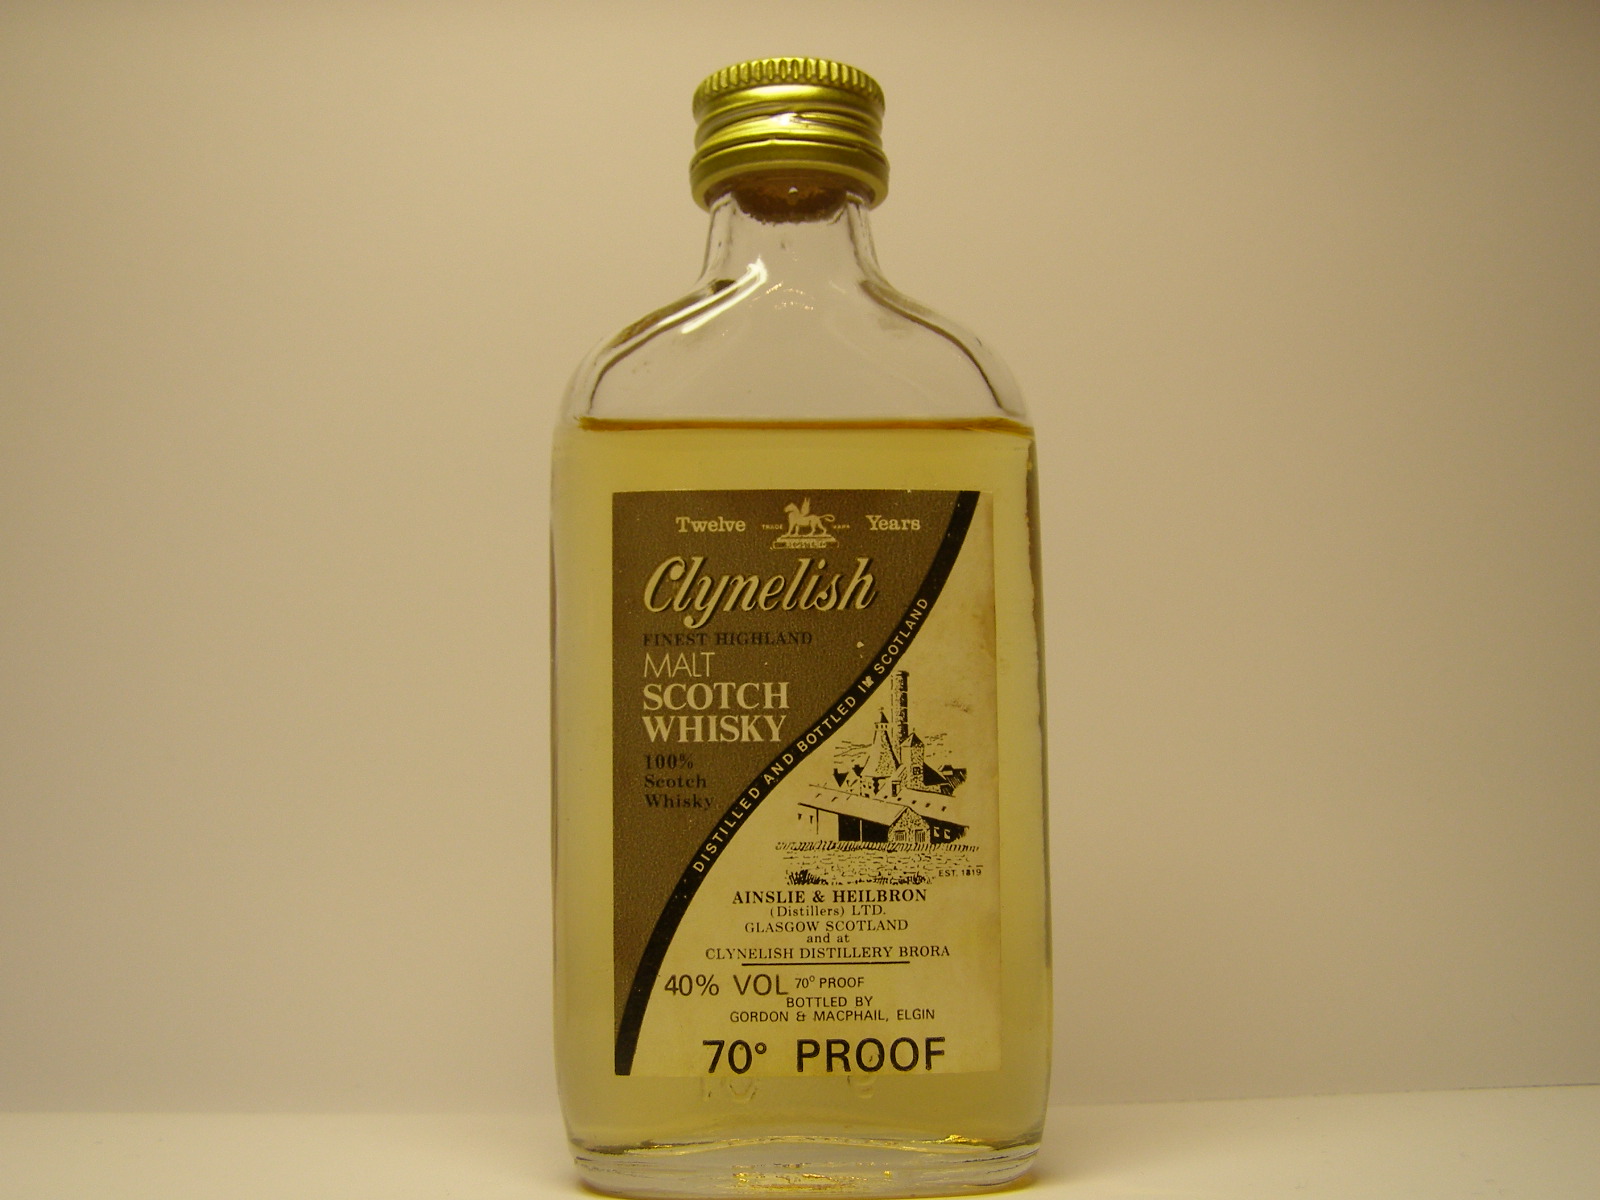 Twelve TRADE MARK Years
Clynelish
FINEST HIGHLAND
MALT
SCOTCH
WHISKY
100%
Scotch
Whisky
DISTILLED AND BOTTLED IN SCOTLAND
EST. 1819
AINSLIE & HEILBRON
(Distillers) LTD.
GLASGOW SCOTLAND
and at
CLYNELISH DISTILLERY BRORA
40% VOL 70° PROOF
BOTTLED BY
GORDON & MACPHAIL, ELGIN
70° PROOF